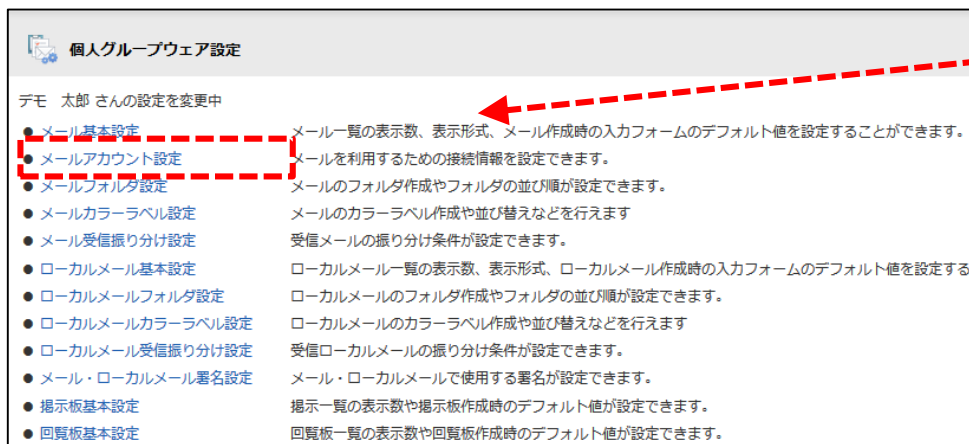 個人グループウェア設定
デモ　太郎 さんの設定を変更中
● メール基本設定 メール一覧の表示数、表示形式、メール作成時の入力フォームのデフォルト値を設定することができます。
● メールアカウント設定 メールを利用するための接続情報を設定できます。
● メールフォルダ設定 メールのフォルダ作成やフォルダの並び順が設定できます。
● メールカラーラベル設定 メールのカラーラベル作成や並び替えなどを行えます
● メール受信振り分け設定 受信メールの振り分け条件が設定できます。
● ローカルメール基本設定 ローカルメール一覧の表示数、表示形式、ローカルメール作成時の入力フォームのデフォルト値を設定する
● ローカルメールフォルダ設定 ローカルメールのフォルダ作成やフォルダの並び順が設定できます。
● ローカルメールカラーラベル設定 ローカルメールのカラーラベル作成や並び替えなどを行えます
● ローカルメール受信振り分け設定 受信ローカルメールの振り分け条件が設定できます。
● メール・ローカルメール署名設定 メール・ローカルメールで使用する署名が設定できます。
● 掲示板基本設定 掲示一覧の表示数や掲示板作成時のデフォルト値が設定できます。
● 回覧板基本設定 回覧板一覧の表示数や回覧板作成時のデフォルト値が設定できます。